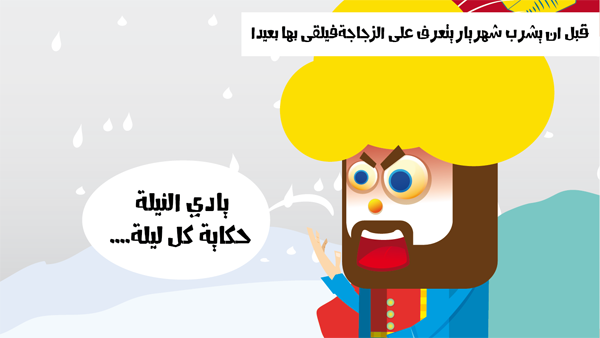 قبل ان يشرب شهريار يتعرف على الزجاجة فيلقى بها بعيدا
يادي النيلة
حكاية كل ليلة....